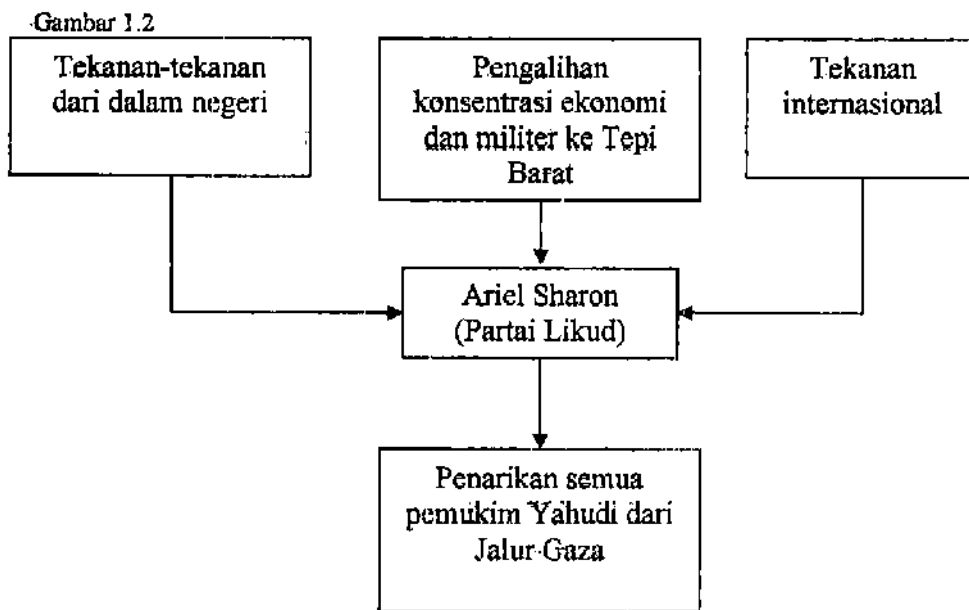 Gambar 1.2
Tekanan-tekanan
dari dalam negeri
Pengalihan
konsentrasi ekonomi
dan militer ke Tepi
Barat
Tekanan
internasional
Ariel Sharon
(Partai Likud)
Penarikan semua
pemukim Yahudi dari
Jalur Gaza